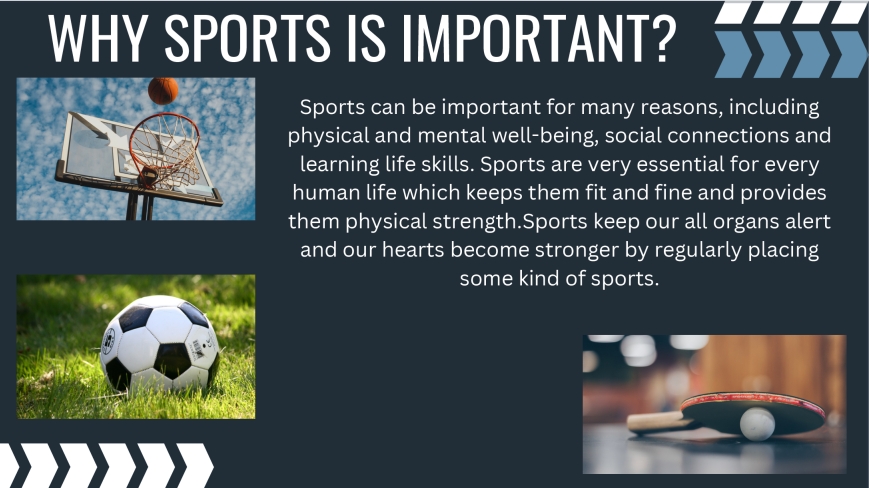 WHY SPORTS IS IMPORTANT?
Sports can be important for many reasons, including
physical and mental well-being, social connections and
learning life skills. Sports are very essential for every
human life which keeps them fit and fine and provides
them physical strength.Sports keep our all organs alert
and our hearts become stronger by regularly placing
some kind of sports.